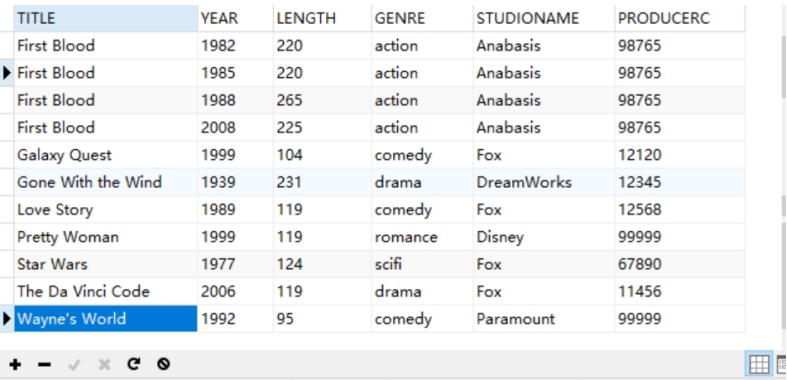 TITLE YEAR LENGTH GENRE STUDIONAME PRODUCERC
First Blood 1982 220 action Anabasis 98765
First Blood 1985 220 action Anabasis 98765
First Blood 1988 265 action Anabasis 98765
First Blood 2008 225 action Anabasis 98765
Galaxy Quest 1999 104 comedy Fox 12120
Gone With the Wind 1939 231 drama DreamWorks 12345
Love Story 1989 119 comedy Fox 12568
Pretty Woman 1999 119 romance Disney 99999
Star Wars 1977 124 scifi Fox 67890
The Da Vinci Code 2006 119 drama Fox 11456
Wayne's World 1992 95 comedy Paramount 99999